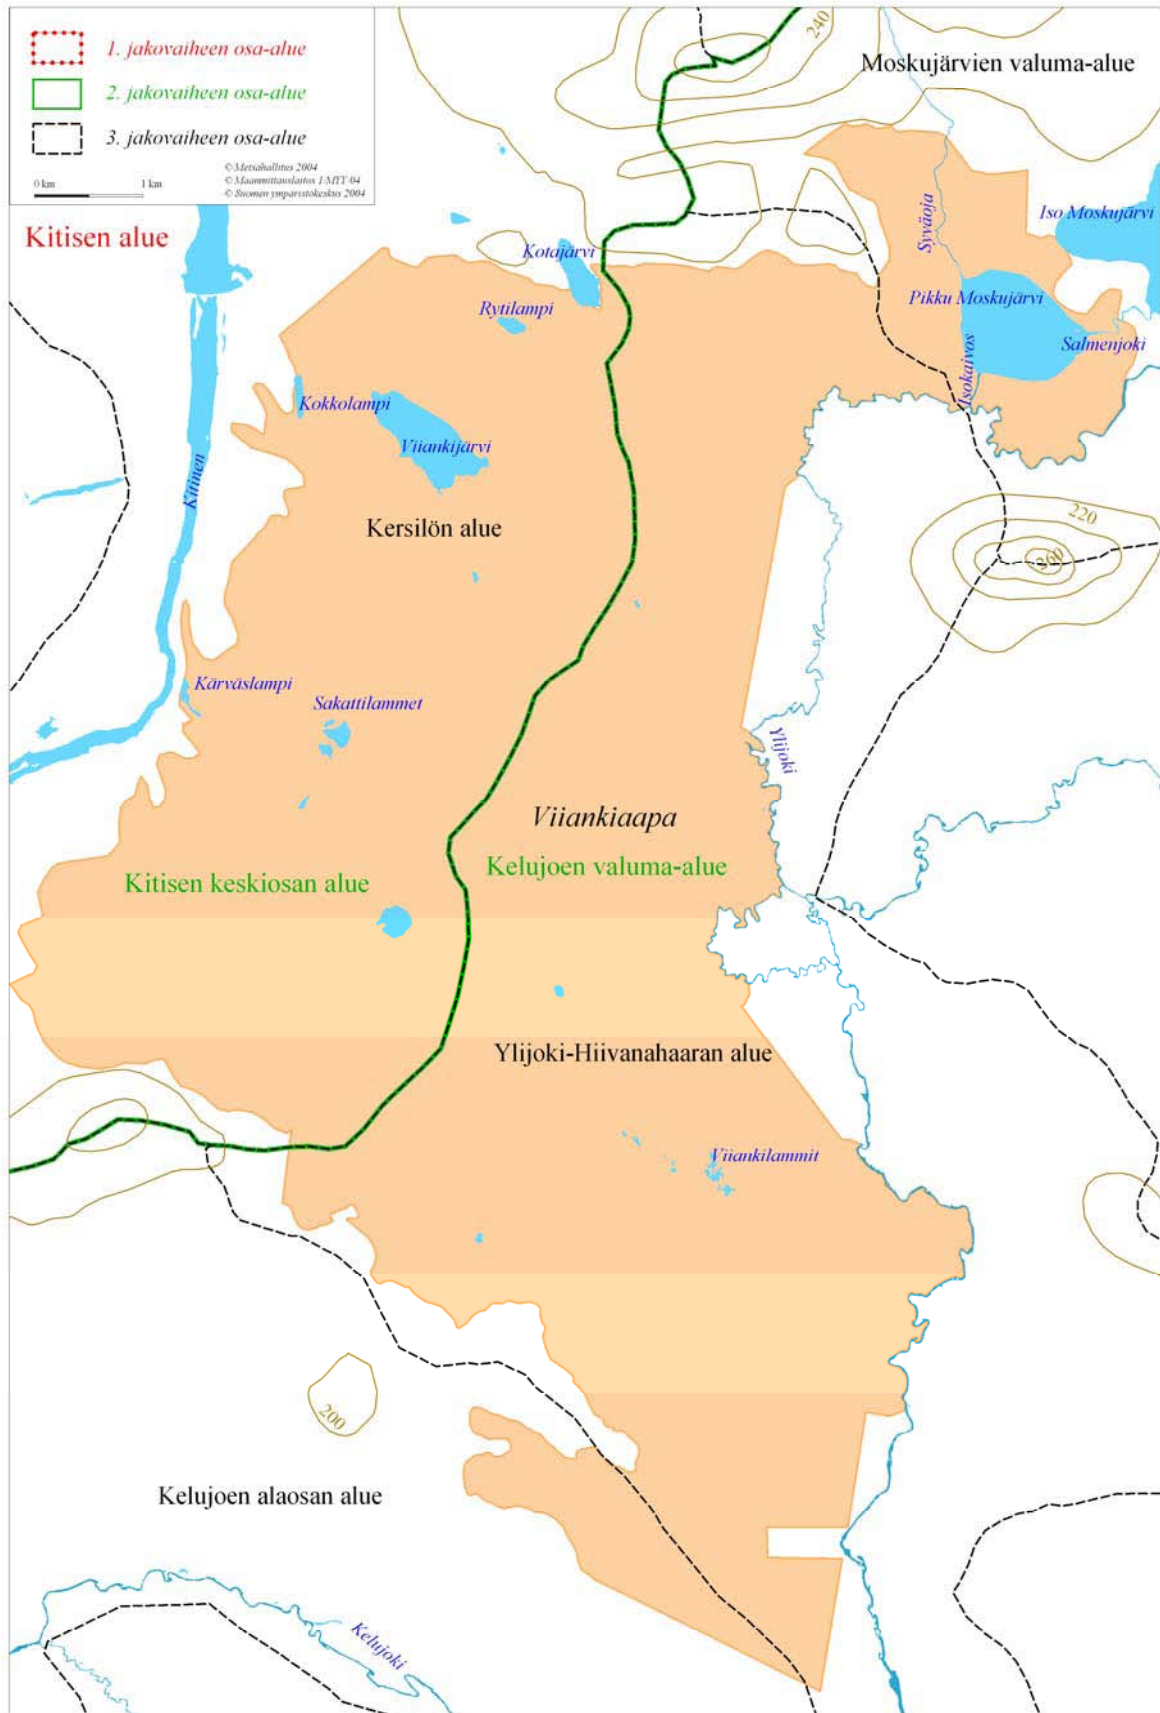 1. jakovaiheen osa-alue
2. jakovaiheen osa-alue
3. jakovaiheen osa-alue
© Metsähallitus 2004
© Maanmittauslaitos 1/MYY/04
© Suomen ympäristökeskus 2004
0 km 1 km
240
Moskujärvien valuma-alue
Kitisen alue
Iso Moskujärvi
Syväoja
Kotajärvi
Pikku Moskujärvi
Rytilampi
Salmenjoki
Isokaivos
Kokkolampi
Viiankijärvi
Kitinen
Kersilön alue
220
260
Kärväslampi
Sakattilammet
Ylijoki
Viiankiaapa
Kelujoen valuma-alue
Kitisen keskiosan alue
Ylijoki-Hiivanahaaran alue
Viiankilammit
200
Kelujoen alaosan alue
Kelujoki